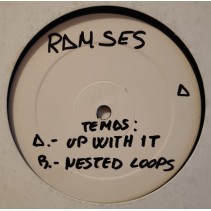 RAMSES
A
TEMAS:
A.- UP WITH IT
B.- NESTED LOOPS